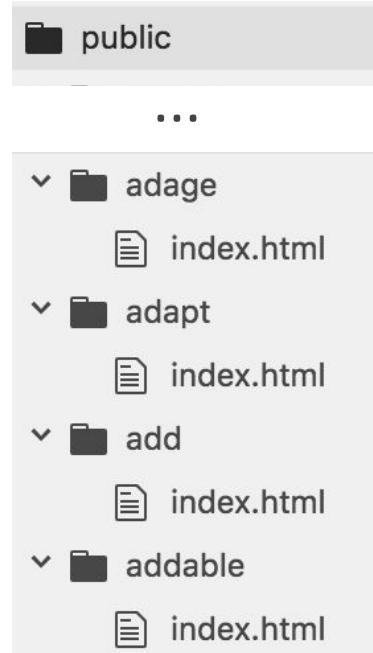 public
...
adage
index.html
adapt
index.html
add
index.html
addable
index.html